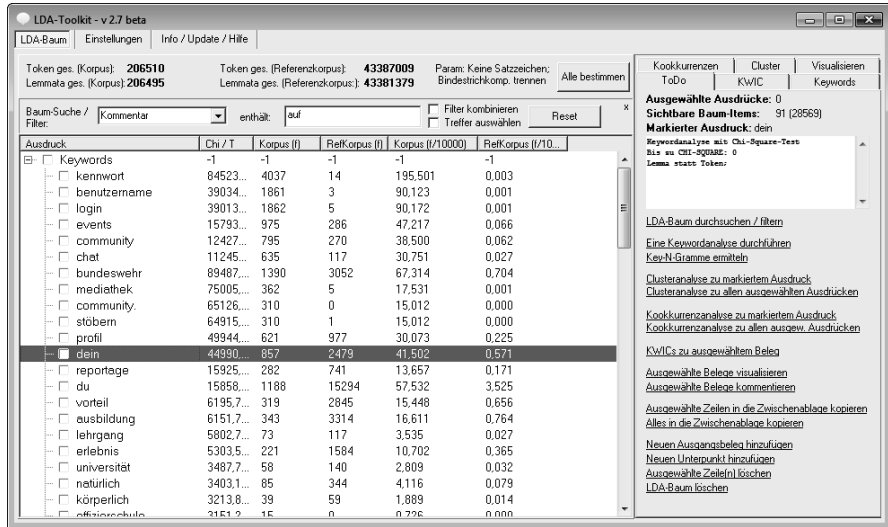 LDA-Toolkit - v 2.7 beta
LDA-Baum Einstellungen Info / Update / Hilfe
Token ges. (Korpus): 206510 Token ges. (Referenzkorpus): 43387009 Param: Keine Satzzeichen;
Lemmata ges. (Korpus): 206495 Lemmata ges. (Referenzkorpus:): 43381379 Bindestrichkomp. trennen Alle bestimmen
Baum-Suche / Filter: Kommentar enthält: auf Filter kombinieren Treffer auswählen Reset x
Ausdruck Chi / T Korpus (f) RefKorpus (f) Korpus (f/10000) RefKorpus (f/10...
Keywords -1 -1 -1 -1 -1
kennwort 84523... 4037 14 195,501 0,003
benutzername 39034... 1861 3 90,123 0,001
login 39013... 1862 5 90,172 0,001
events 15793... 975 286 47,217 0,066
community 12427... 795 270 38,500 0,062
chat 11245... 635 117 30,751 0,027
bundeswehr 89487,... 1390 3052 67,314 0,704
mediathek 75005,... 362 5 17,531 0,001
community. 65126,... 310 0 15,012 0,000
stöbern 64915,... 310 1 15,012 0,000
profil 49944,... 621 977 30,073 0,225
dein 44990,... 857 2479 41,502 0,571
reportage 15925,... 282 741 13,657 0,171
du 15858,... 1188 15294 57,532 3,525
vorteil 6195,7... 319 2845 15,448 0,656
ausbildung 6151,7... 343 3314 16,611 0,764
lehrgang 5802,7... 73 117 3,535 0,027
erlebnis 5303,5... 221 1584 10,702 0,365
universität 3487,7... 58 140 2,809 0,032
natürlich 3403,1... 85 344 4,116 0,079
körperlich 3213,8... 39 59 1,889 0,014
offizierschule 3151,2... 15 0 0,726 0,000
Kookkurrenzen Cluster Visualisieren
ToDo KWIC Keywords
Ausgewählte Ausdrücke: 0
Sichtbare Baum-Items: 91 (28569)
Markierter Ausdruck: dein
Keywordanalyse mit Chi-Square-Test
Bis zu CHI-SQUARE: 0
Lemma statt Token;
LDA-Baum durchsuchen / filtern
Eine Keywordanalyse durchführen
Key-N-Gramme ermitteln
Clusteranalyse zu markiertem Ausdruck
Clusteranalyse zu allen ausgewählten Ausdrücken
Kookkurrenzanalyse zu markiertem Ausdruck
Kookkurrenzanalyse zu allen ausgew. Ausdrücken
KWICs zu ausgewähltem Beleg
Ausgewählte Belege visualisieren
Ausgewählte Belege kommentieren
Ausgewählte Zeilen in die Zwischenablage kopieren
Alles in die Zwischenablage kopieren
Neuen Ausgangsbeleg hinzufügen
Neuen Unterpunkt hinzufügen
Ausgewählte Zeile(n) löschen
LDA-Baum löschen